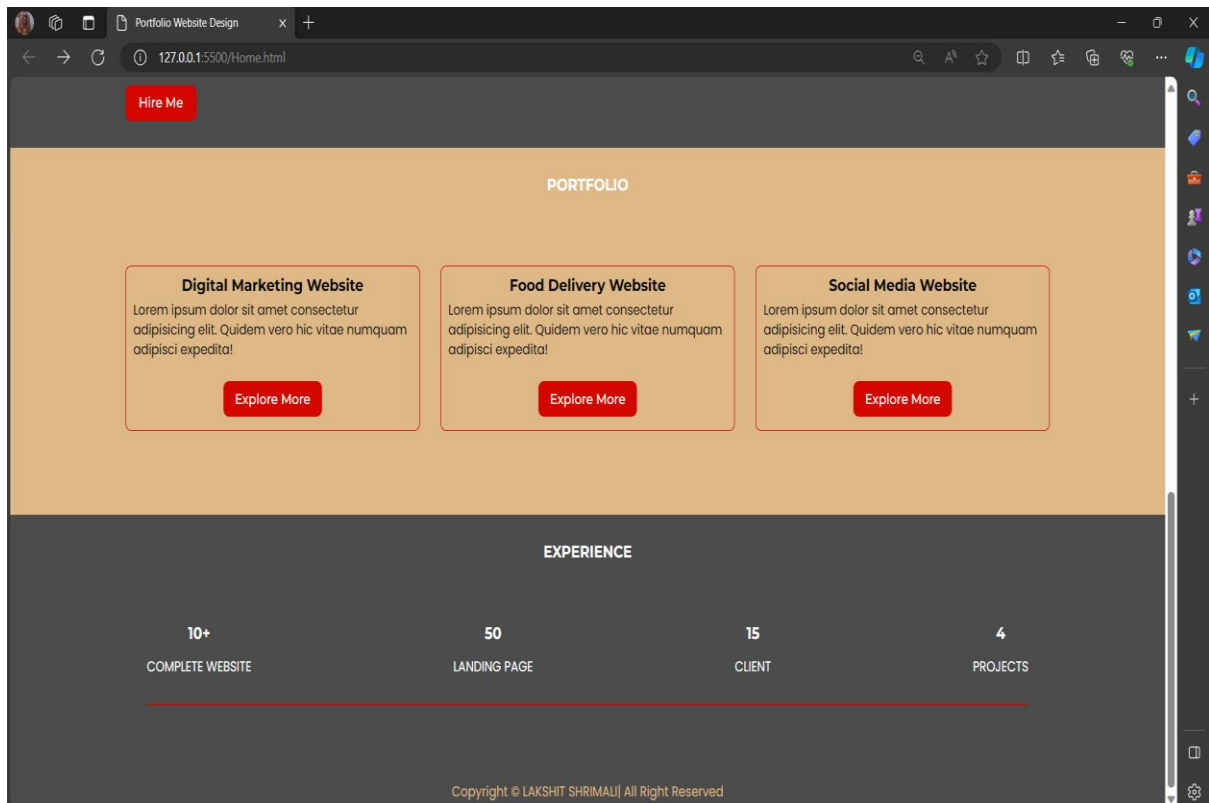 Portfolio Website Design
127.0.0.1:5500/Home.html
Hire Me
PORTFOLIO
Digital Marketing Website
Lorem ipsum dolor sit amet consectetur
adipisicing elit. Quidem vero hic vitae numquam
adipisci expedita!
Explore More
Food Delivery Website
Lorem ipsum dolor sit amet consectetur
adipisicing elit. Quidem vero hic vitae numquam
adipisci expedita!
Explore More
Social Media Website
Lorem ipsum dolor sit amet consectetur
adipisicing elit. Quidem vero hic vitae numquam
adipisci expedita!
Explore More
EXPERIENCE
10+
COMPLETE WEBSITE
50
LANDING PAGE
15
CLIENT
4
PROJECTS
Copyright © LAKSHIT SHRIMALI| All Right Reserved